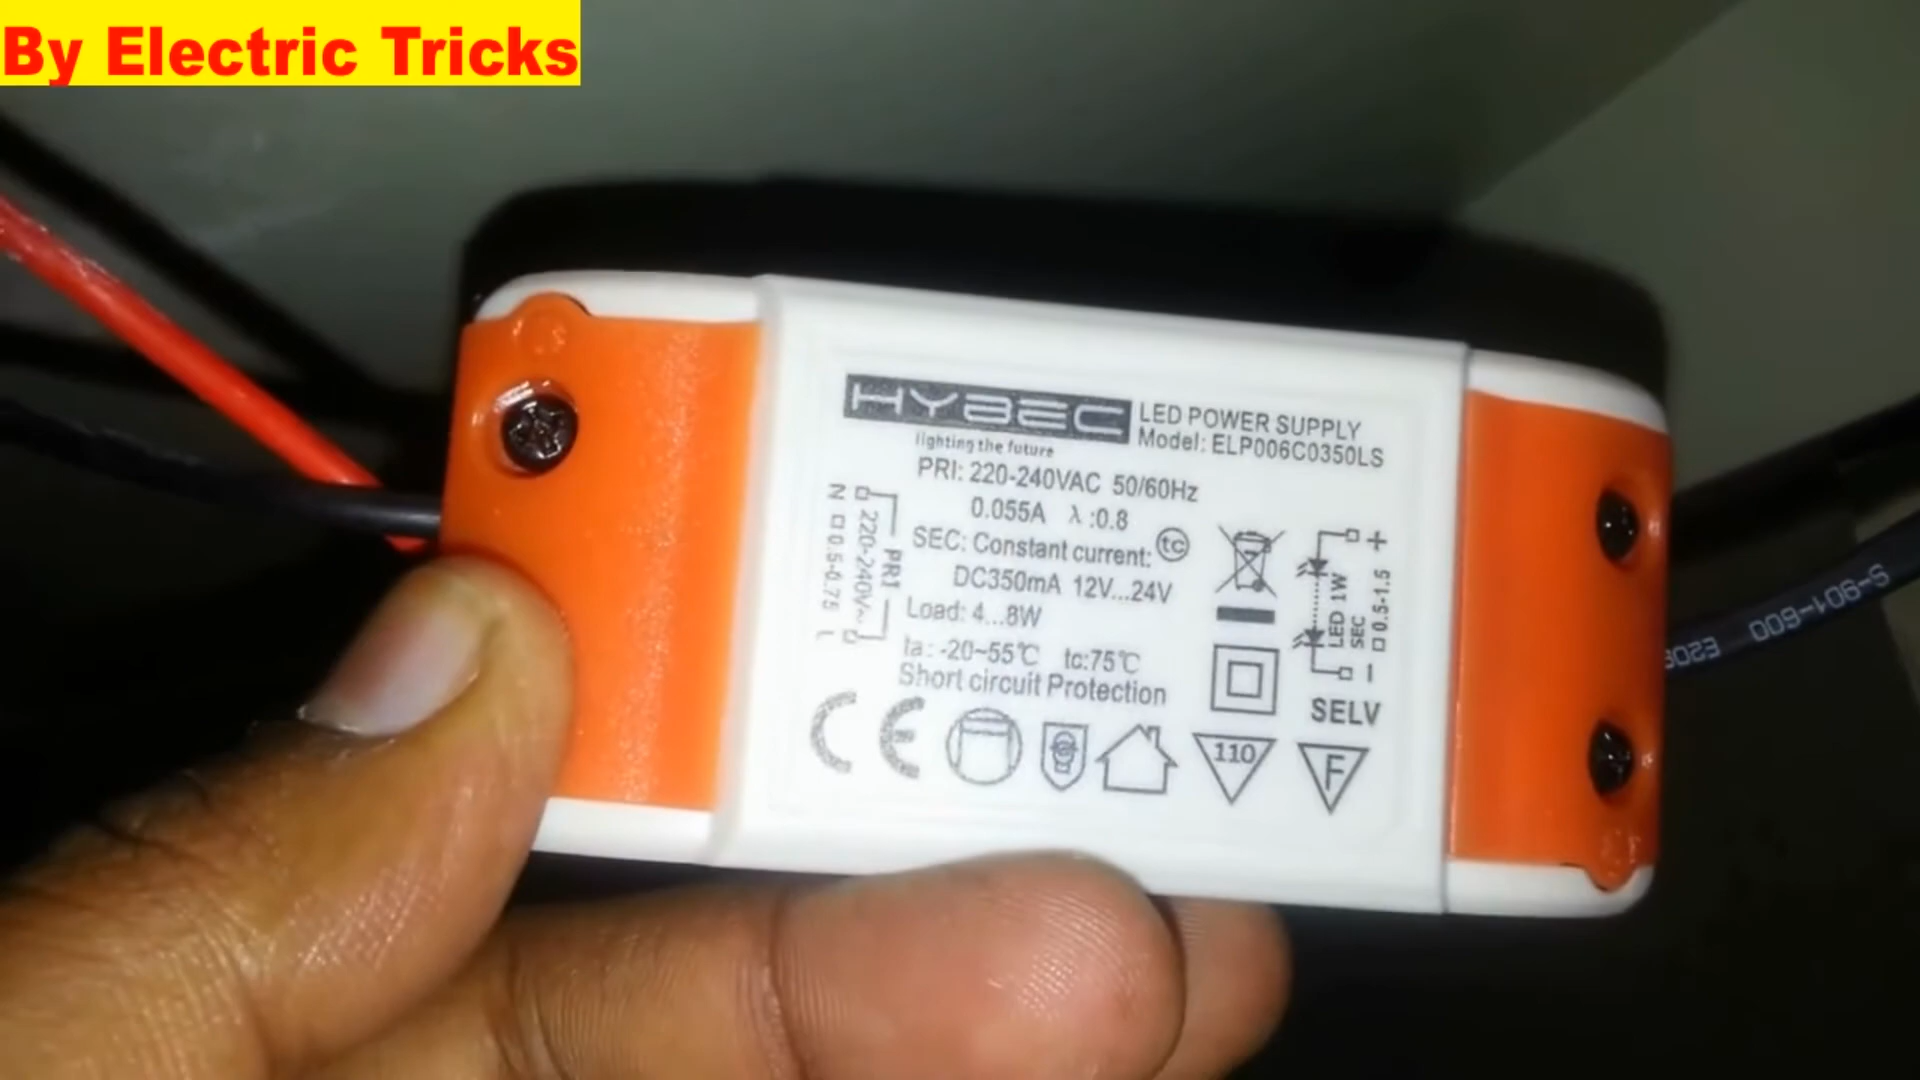 By Electric Tricks
HYBEC
lighting the future
LED POWER SUPPLY
Model: ELP006C0350LS
PRI: 220-240VAC 50/60Hz
0.055A λ:0.8
SEC: Constant current: tc
DC350mA 12V...24V
Load: 4...8W
ta: -20~55℃ tc:75℃
Short circuit Protection
PRI
220-240V~
N 0.5-0.75 L
+
LED 1W
SEC
0.5-1.5
-
SELV
CE
110
F
S-901-600